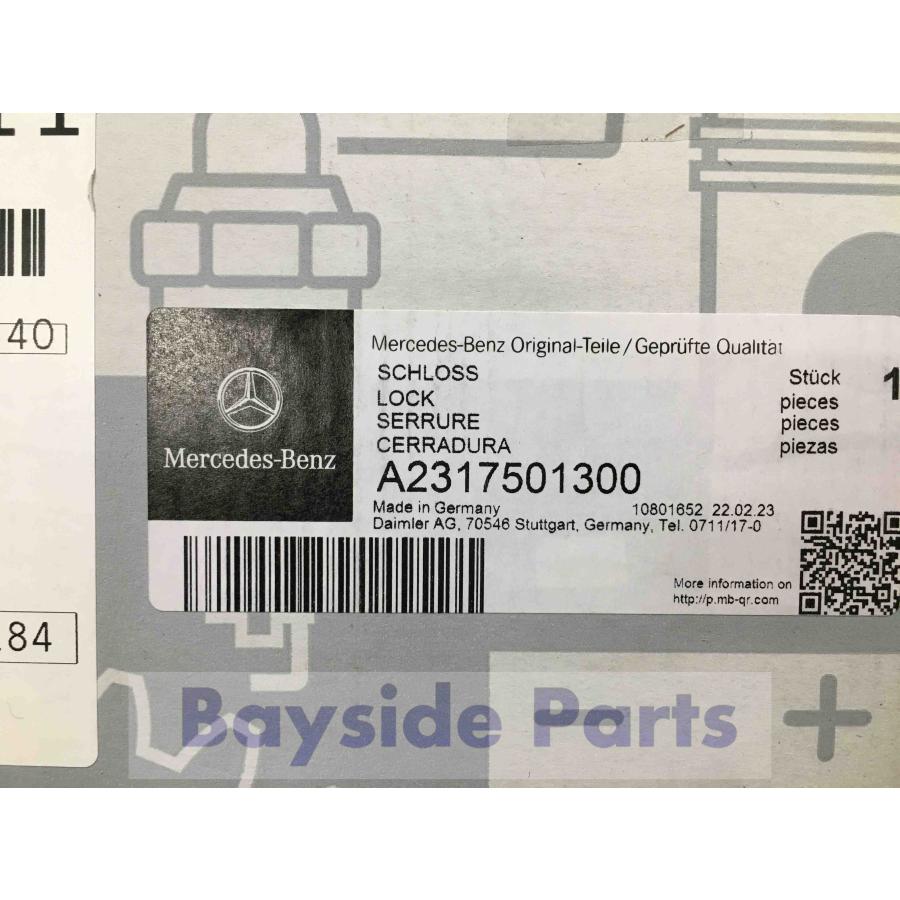 40
84
Mercedes-Benz
Mercedes-Benz Original-Teile/Geprüfte Qualität
SCHLOSS
LOCK
SERRURE
CERRADURA
Stück
pieces
pieces
piezas
1
A2317501300
Made in Germany 10801652 22.02.23
Daimler AG, 70546 Stuttgart, Germany, Tel. 0711/17-0
More information on
http://p.mb-qr.com
Bayside Parts